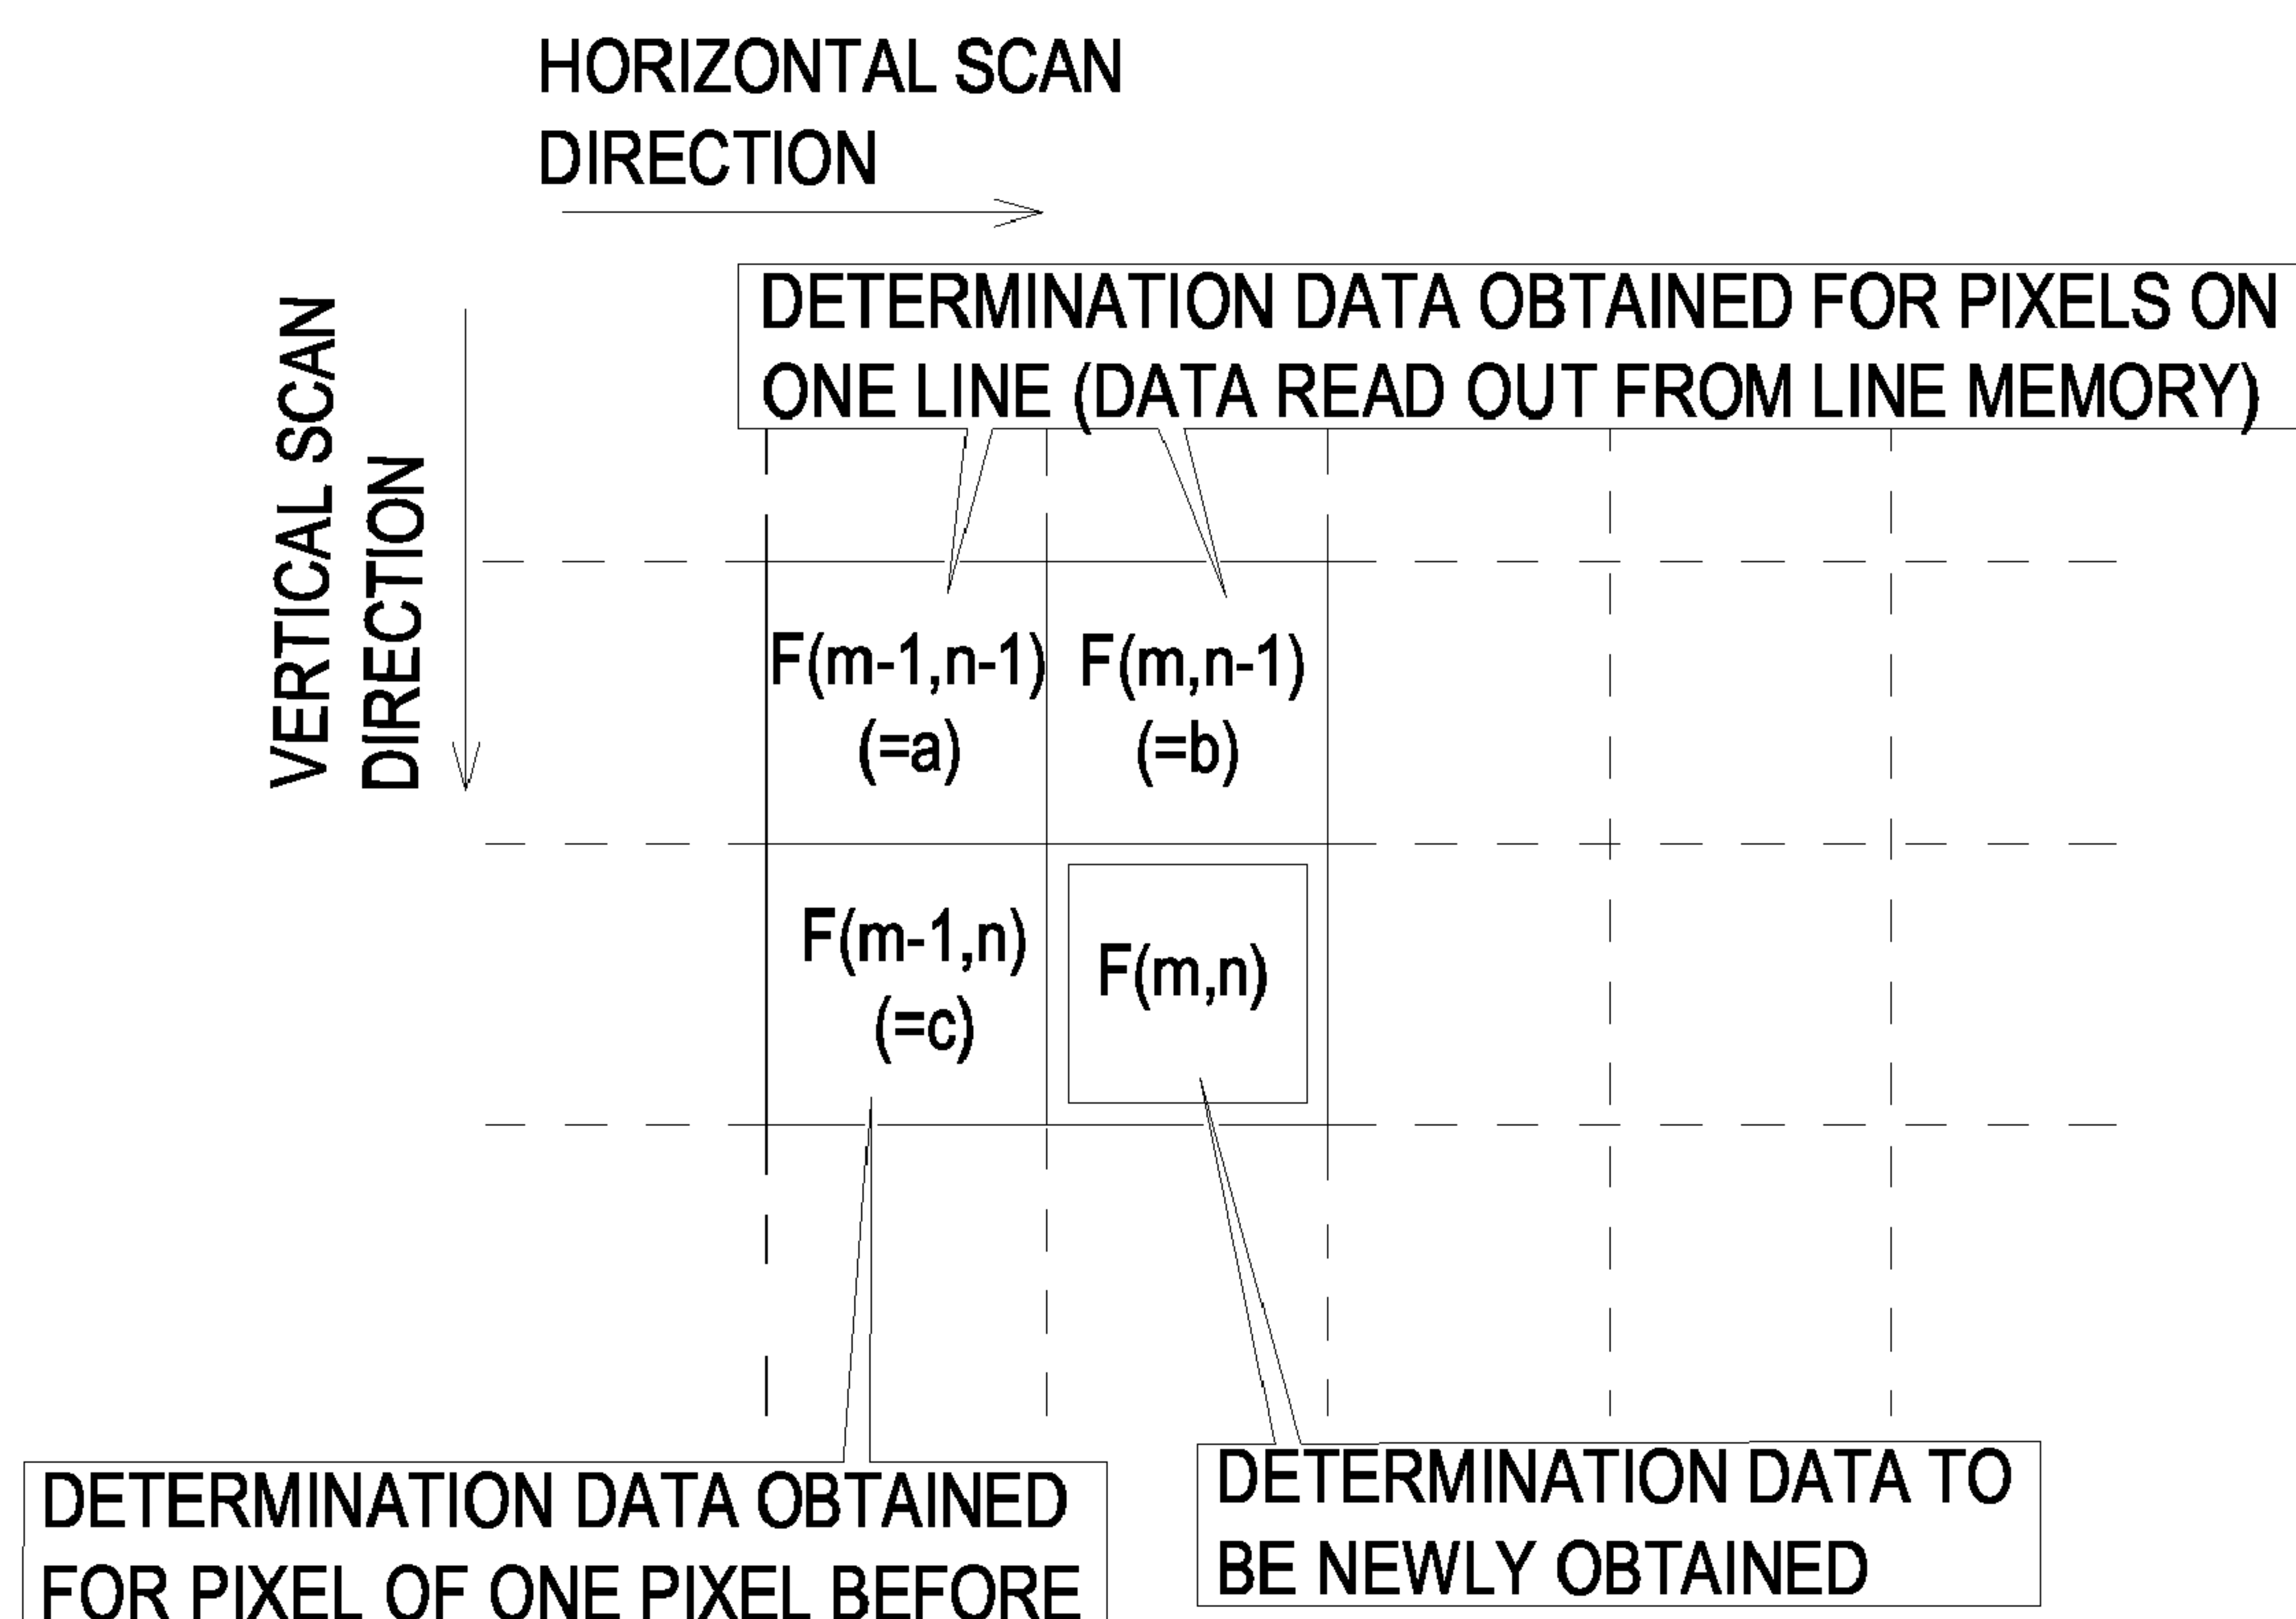 HORIZONTAL SCAN
DIRECTION
VERTICAL SCAN
DIRECTION
DETERMINATION DATA OBTAINED FOR PIXELS ON
ONE LINE (DATA READ OUT FROM LINE MEMORY)
F(m-1,n-1) F(m,n-1)
(=a) (=b)
F(m-1,n)
(=c)
F(m,n)
DETERMINATION DATA OBTAINED
FOR PIXEL OF ONE PIXEL BEFORE
DETERMINATION DATA TO
BE NEWLY OBTAINED